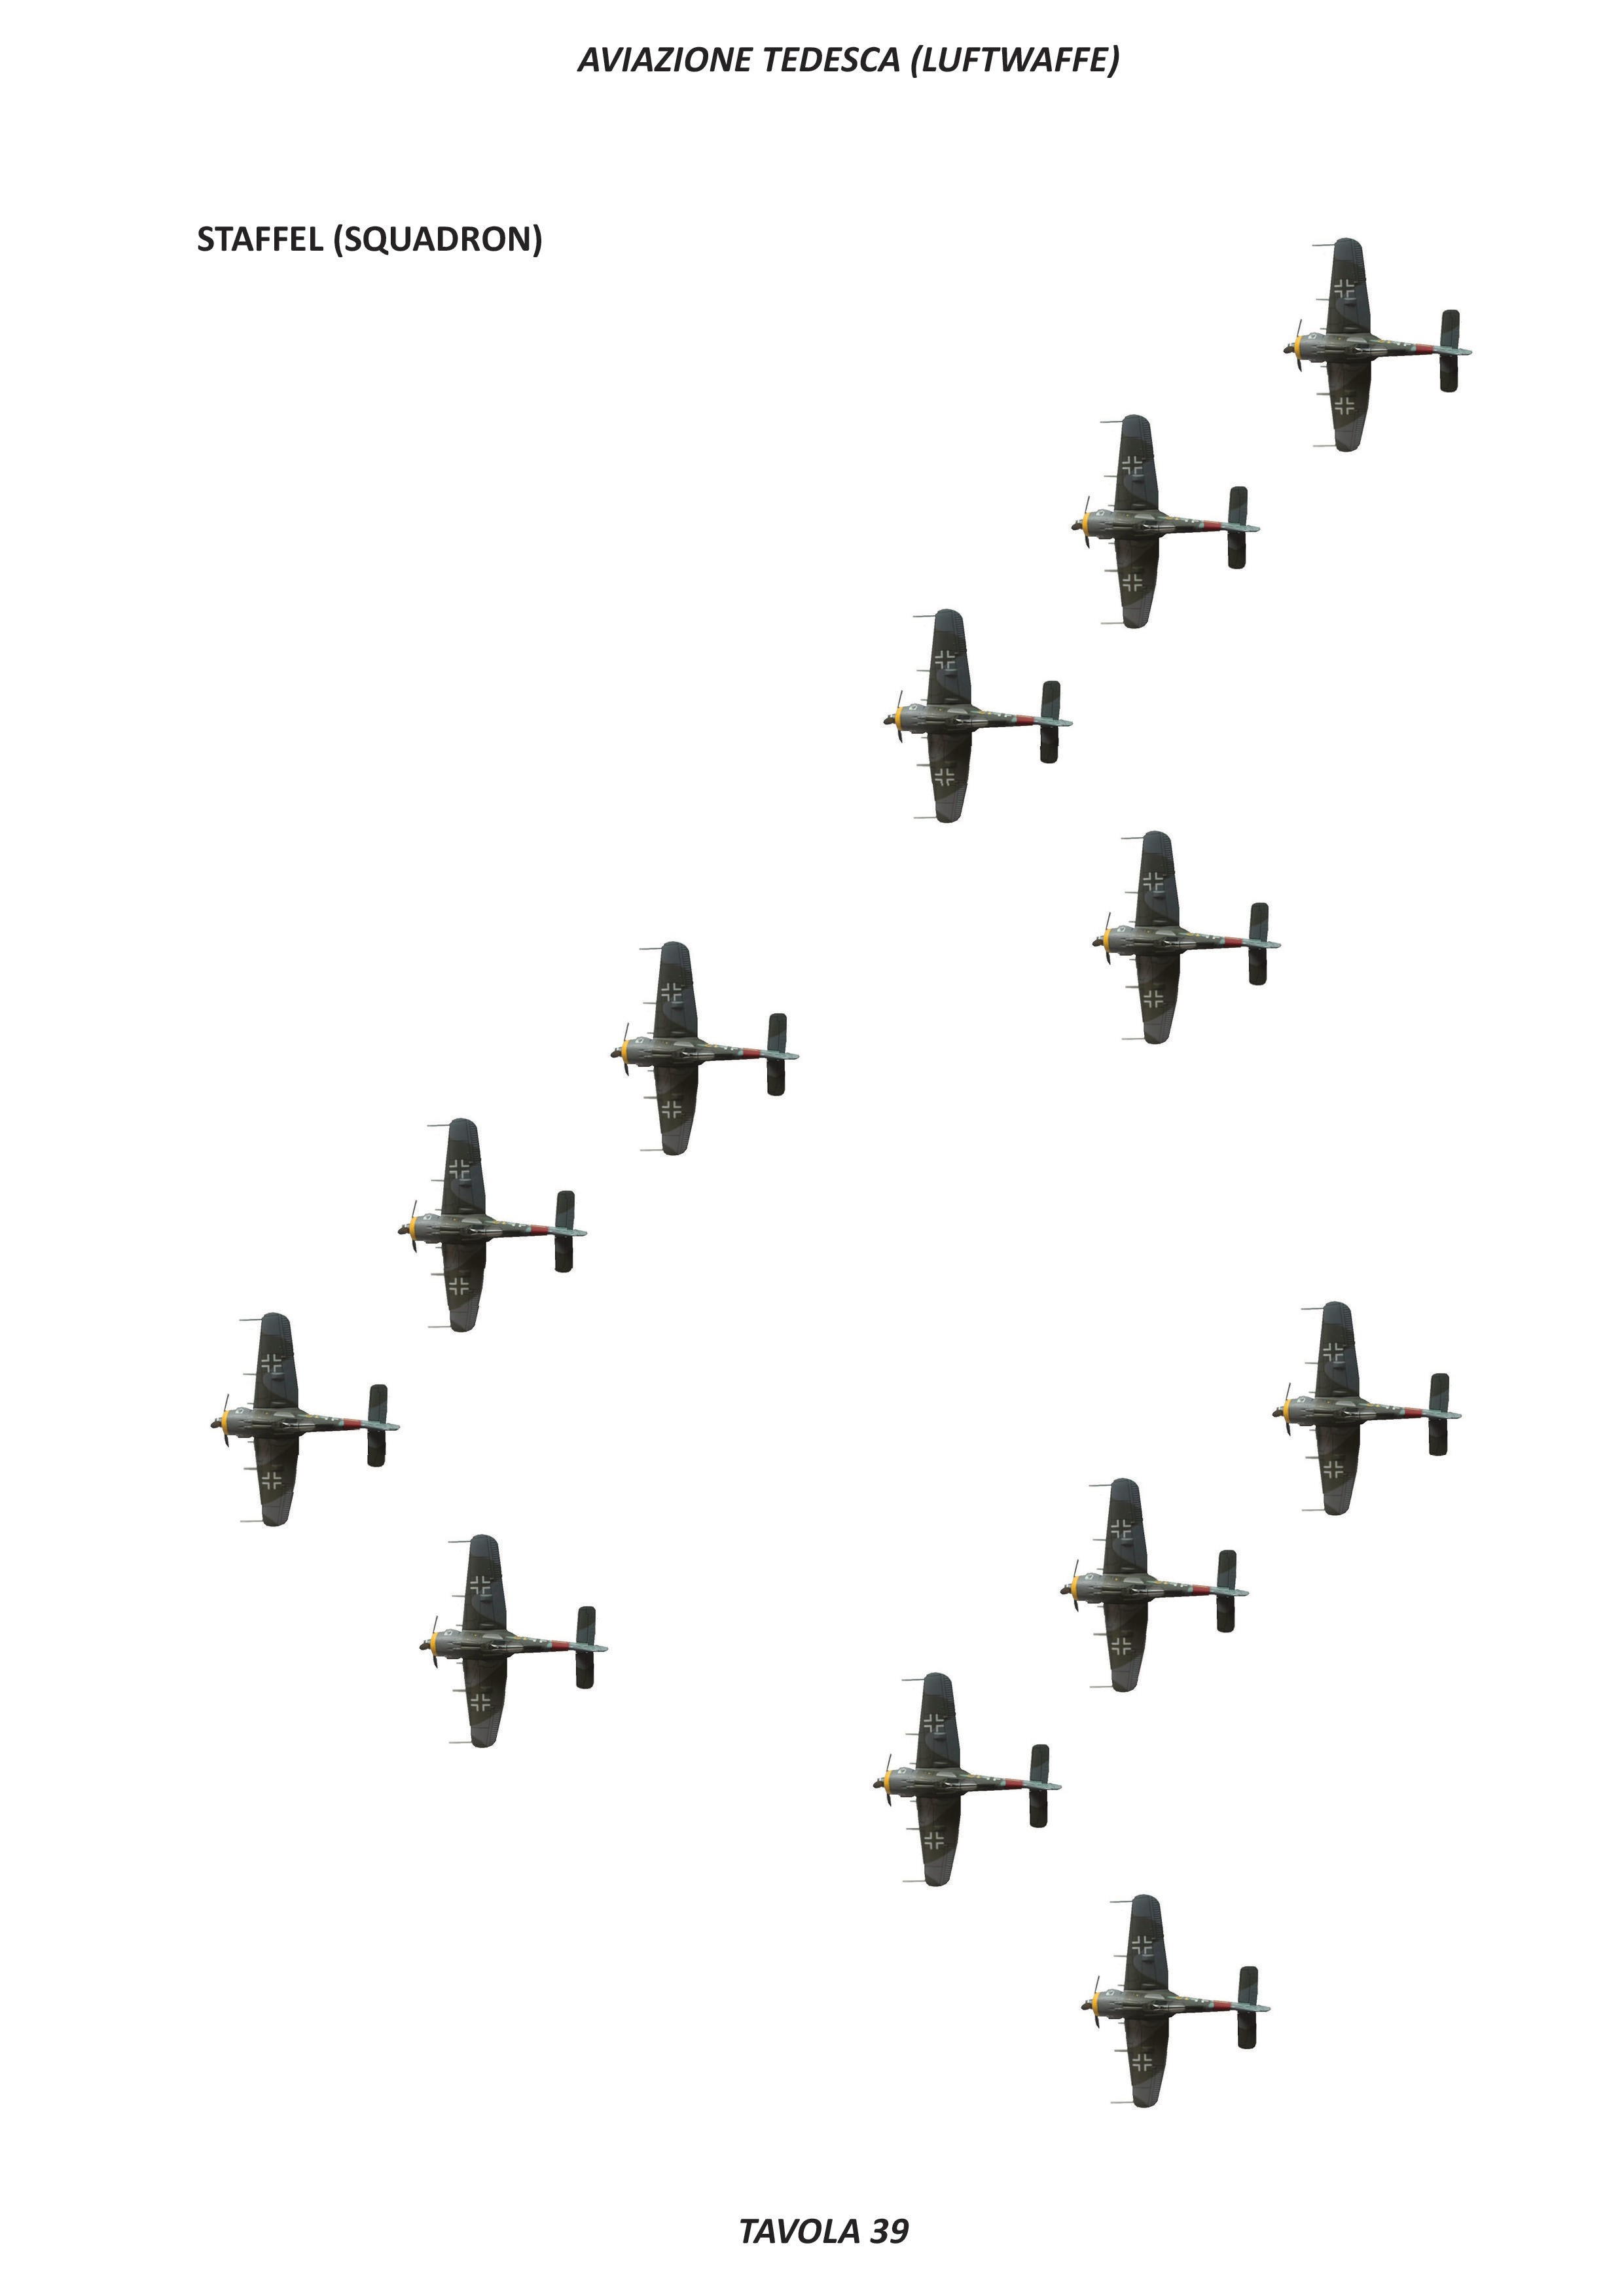 AVIAZIONE TEDESCA (LUFTWAFFE)
STAFFEL (SQUADRON)
TAVOLA 39